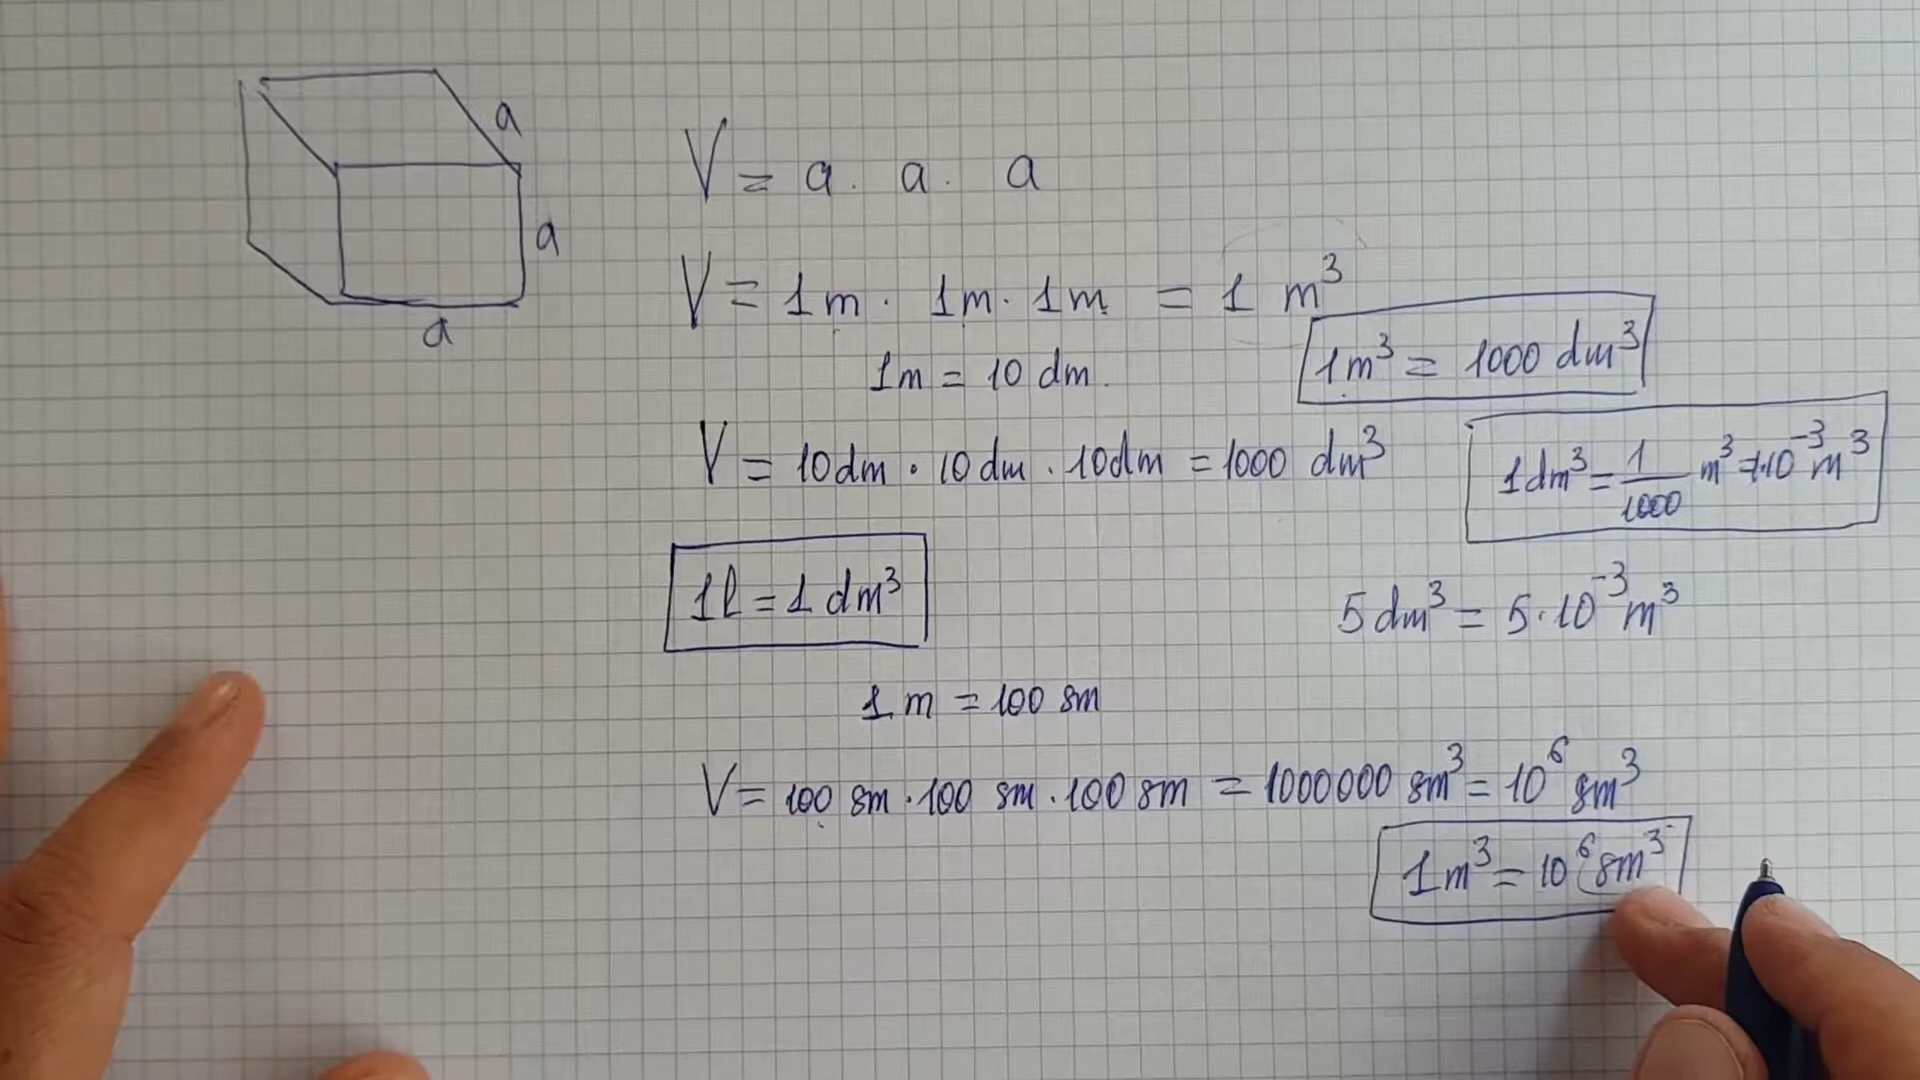 a
a
a
V = a · a · a
V = 1m · 1m · 1m = 1 m³
1m = 10 dm
1m³ = 1000 dm³
V = 10dm · 10dm · 10dm = 1000 dm³
1dm³ = 1/1000 m³ = 1·10⁻³ m³
1l = 1 dm³
5 dm³ = 5·10⁻³ m³
1 m = 100 sm
V = 100 sm · 100 sm · 100 sm = 1000000 sm³ = 10⁶ sm³
1m³ = 10⁶ sm³